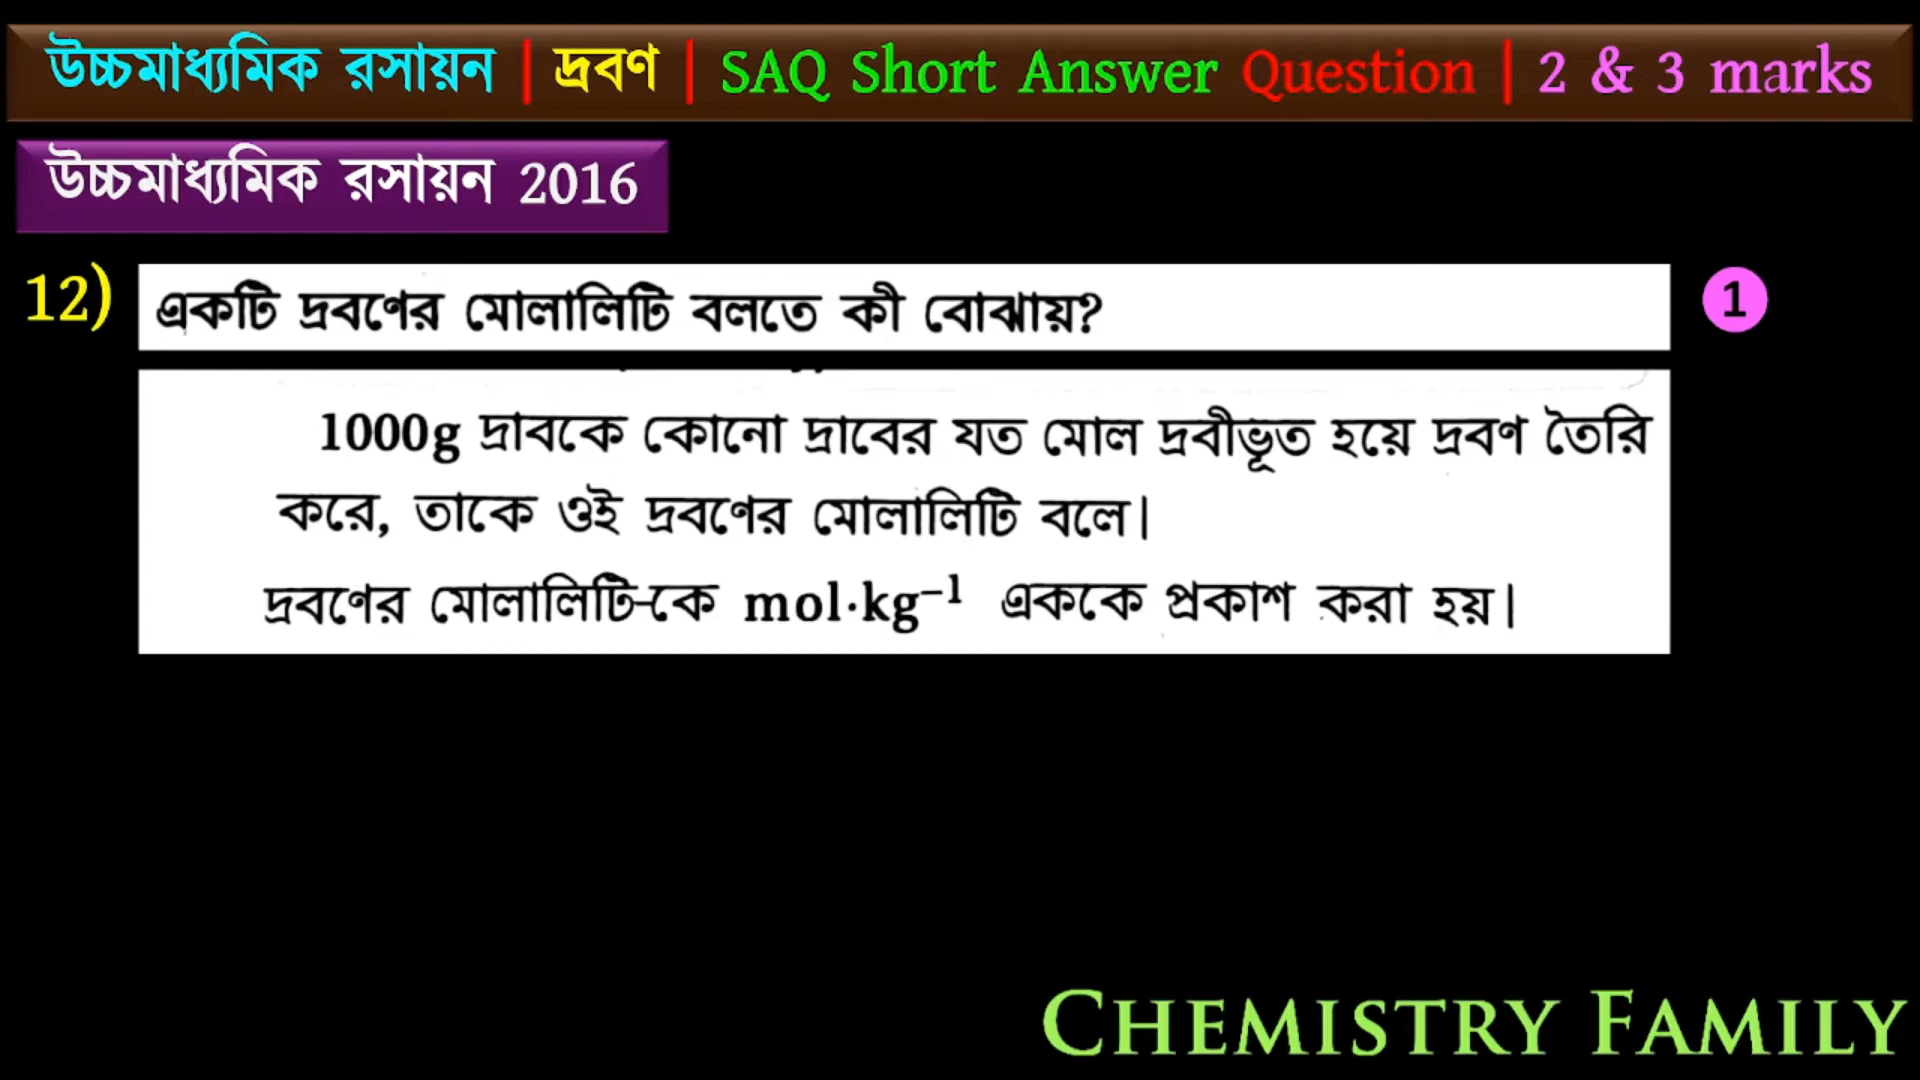 উচ্চমাধ্যমিক রসায়ন | দ্রবণ | SAQ Short Answer Question | 2 & 3 marks
উচ্চমাধ্যমিক রসায়ন 2016
12) একটি দ্রবণের মোলালিটি বলতে কী বোঝায়? 1
1000g দ্রাবকে কোনো দ্রাবের যত মোল দ্রবীভূত হয়ে দ্রবণ তৈরি
করে, তাকে ওই দ্রবণের মোলালিটি বলে।
দ্রবণের মোলালিটি-কে mol·kg⁻¹ এককে প্রকাশ করা হয়।
CHEMISTRY FAMILY